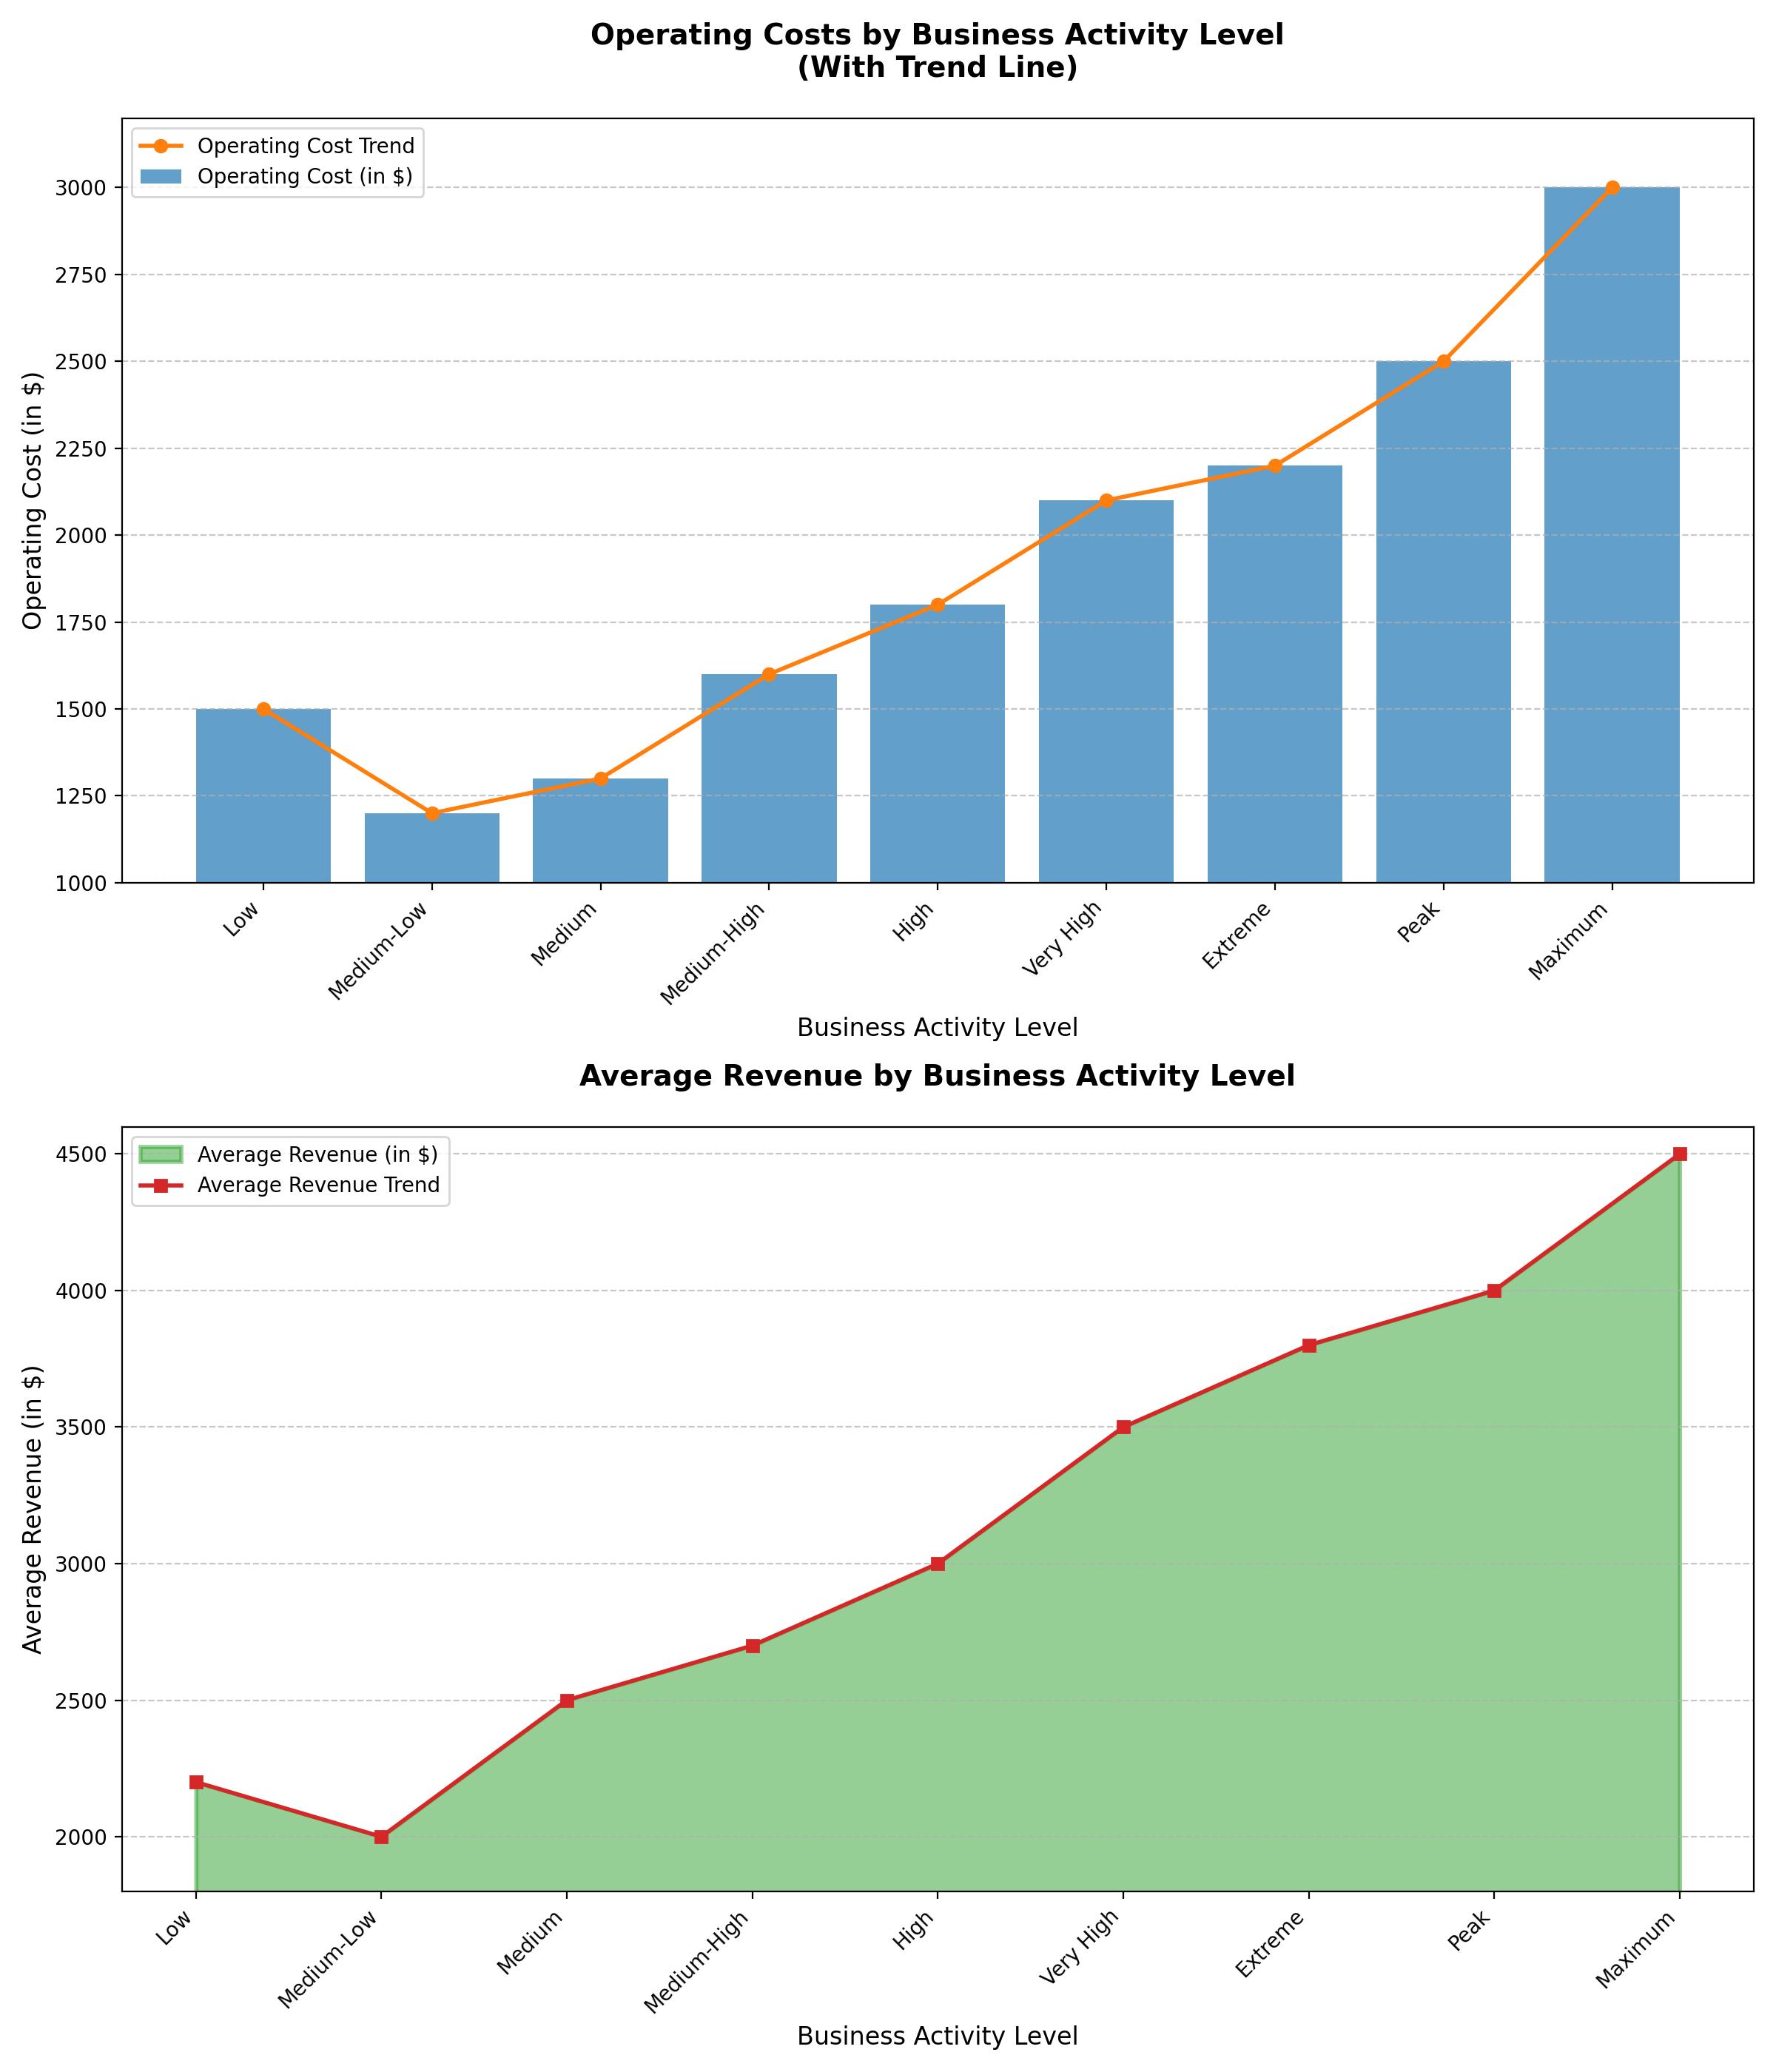 Operating Costs by Business Activity Level
(With Trend Line)
Operating Cost Trend
Operating Cost (in $)
Operating Cost (in $)
3000
2750
2500
2250
2000
1750
1500
1250
1000
Low
Medium-Low
Medium
Medium-High
High
Very High
Extreme
Peak
Maximum
Business Activity Level
Average Revenue by Business Activity Level
Average Revenue (in $)
Average Revenue Trend
Average Revenue (in $)
4500
4000
3500
3000
2500
2000
Low
Medium-Low
Medium
Medium-High
High
Very High
Extreme
Peak
Maximum
Business Activity Level